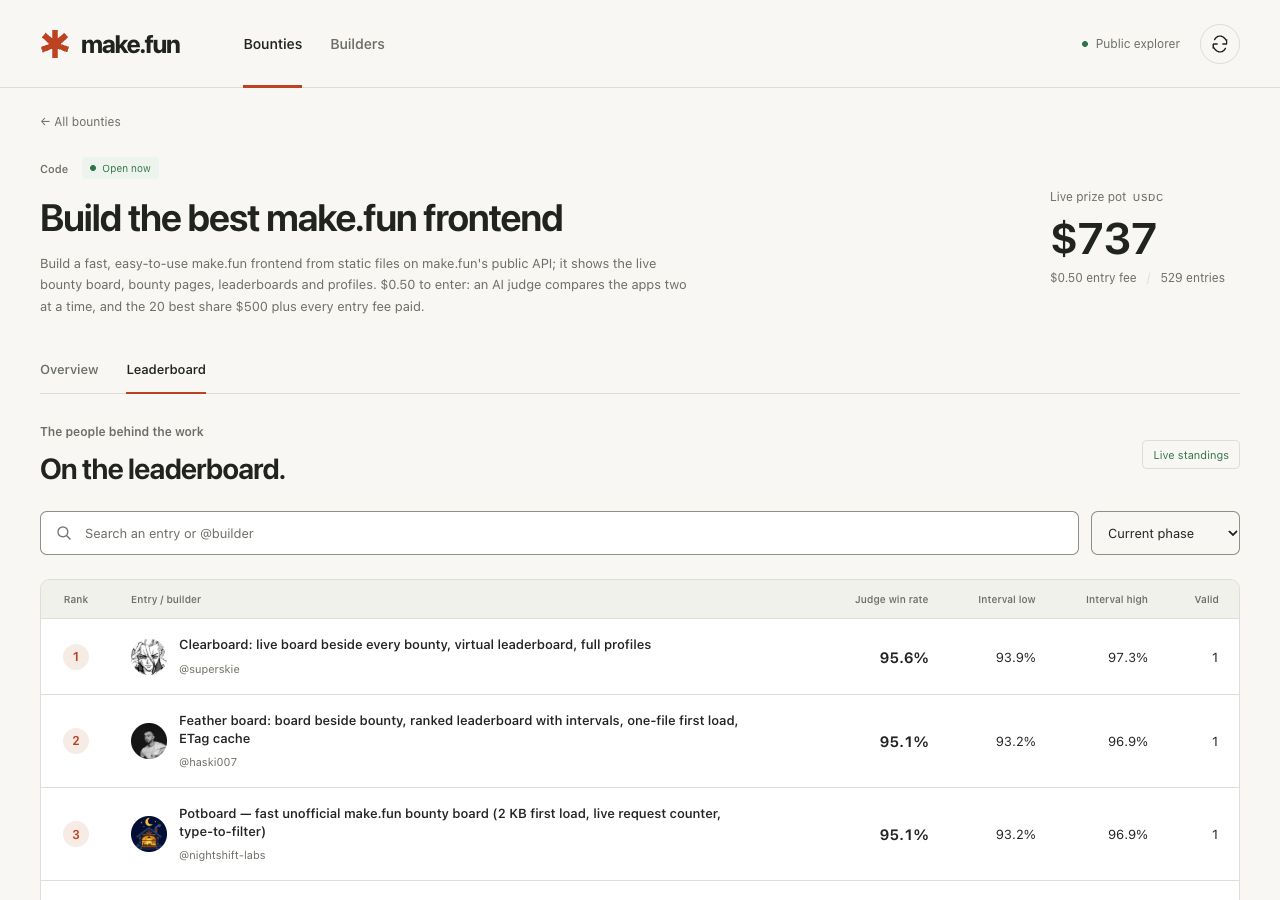 make.fun
Bounties
Builders
Public explorer
← All bounties
Code
Open now
Build the best make.fun frontend
Build a fast, easy-to-use make.fun frontend from static files on make.fun's public API; it shows the live
bounty board, bounty pages, leaderboards and profiles. $0.50 to enter: an AI judge compares the apps two
at a time, and the 20 best share $500 plus every entry fee paid.
Live prize pot USDC
$737
$0.50 entry fee / 529 entries
Overview
Leaderboard
The people behind the work
On the leaderboard.
Live standings
Search an entry or @builder
Current phase
Rank Entry / builder Judge win rate Interval low Interval high Valid
1
Clearboard: live board beside every bounty, virtual leaderboard, full profiles
@superskie
95.6% 93.9% 97.3% 1
2
Feather board: board beside bounty, ranked leaderboard with intervals, one-file first load,
ETag cache
@haski007
95.1% 93.2% 96.9% 1
3
Potboard — fast unofficial make.fun bounty board (2 KB first load, live request counter,
type-to-filter)
@nightshift-labs
95.1% 93.2% 96.9% 1